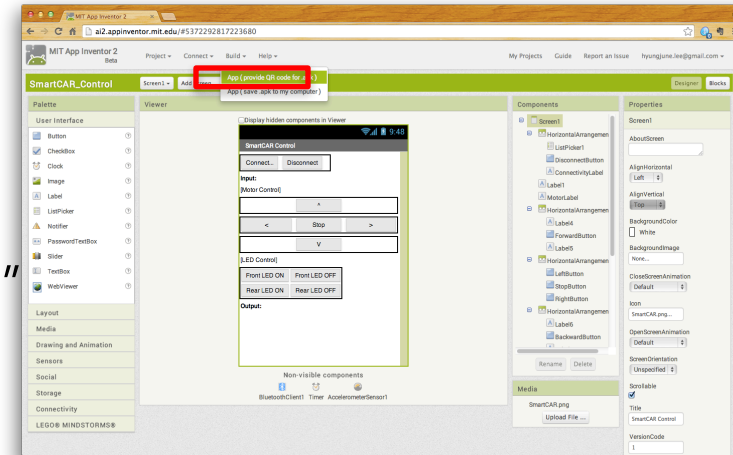 MIT App Inventor 2
ai2.appinventor.mit.edu/#5372292817223680
MIT App Inventor 2
Beta
Project Connect Build Help
My Projects Guide Report an Issue hyungjune.lee@gmail.com
SmartCAR_Control
Screen1 Add Screen
App ( provide QR code for .apk )
App ( save .apk to my computer )
Designer Blocks
Palette
User Interface
Button
CheckBox
Clock
Image
Label
ListPicker
Notifier
PasswordTextBox
Slider
TextBox
WebViewer
Layout
Media
Drawing and Animation
Sensors
Social
Storage
Connectivity
LEGO® MINDSTORMS®
Viewer
Display hidden components in Viewer
9:48
SmartCAR Control
Connect... Disconnect
Input:
[Motor Control]
^
< Stop >
V
[LED Control]
Front LED ON Front LED OFF
Rear LED ON Rear LED OFF
Output:
Non-visible components
BluetoothClient1 Timer AccelerometerSensor1
Components
Screen1
HorizontalArrangemen
ListPicker1
DisconnectButton
ConnectivityLabel
Label1
MotorLabel
HorizontalArrangemen
Label4
ForwardButton
Label5
HorizontalArrangemen
LeftButton
StopButton
RightButton
HorizontalArrangemen
Label6
BackwardButton
Rename Delete
Media
SmartCAR.png
Upload File ...
Properties
Screen1
AboutScreen
AlignHorizontal
Left
AlignVertical
Top
BackgroundColor
White
BackgroundImage
None...
CloseScreenAnimation
Default
Icon
SmartCAR.png...
OpenScreenAnimation
Default
ScreenOrientation
Unspecified
Scrollable
Title
SmartCAR Control
VersionCode
1
"